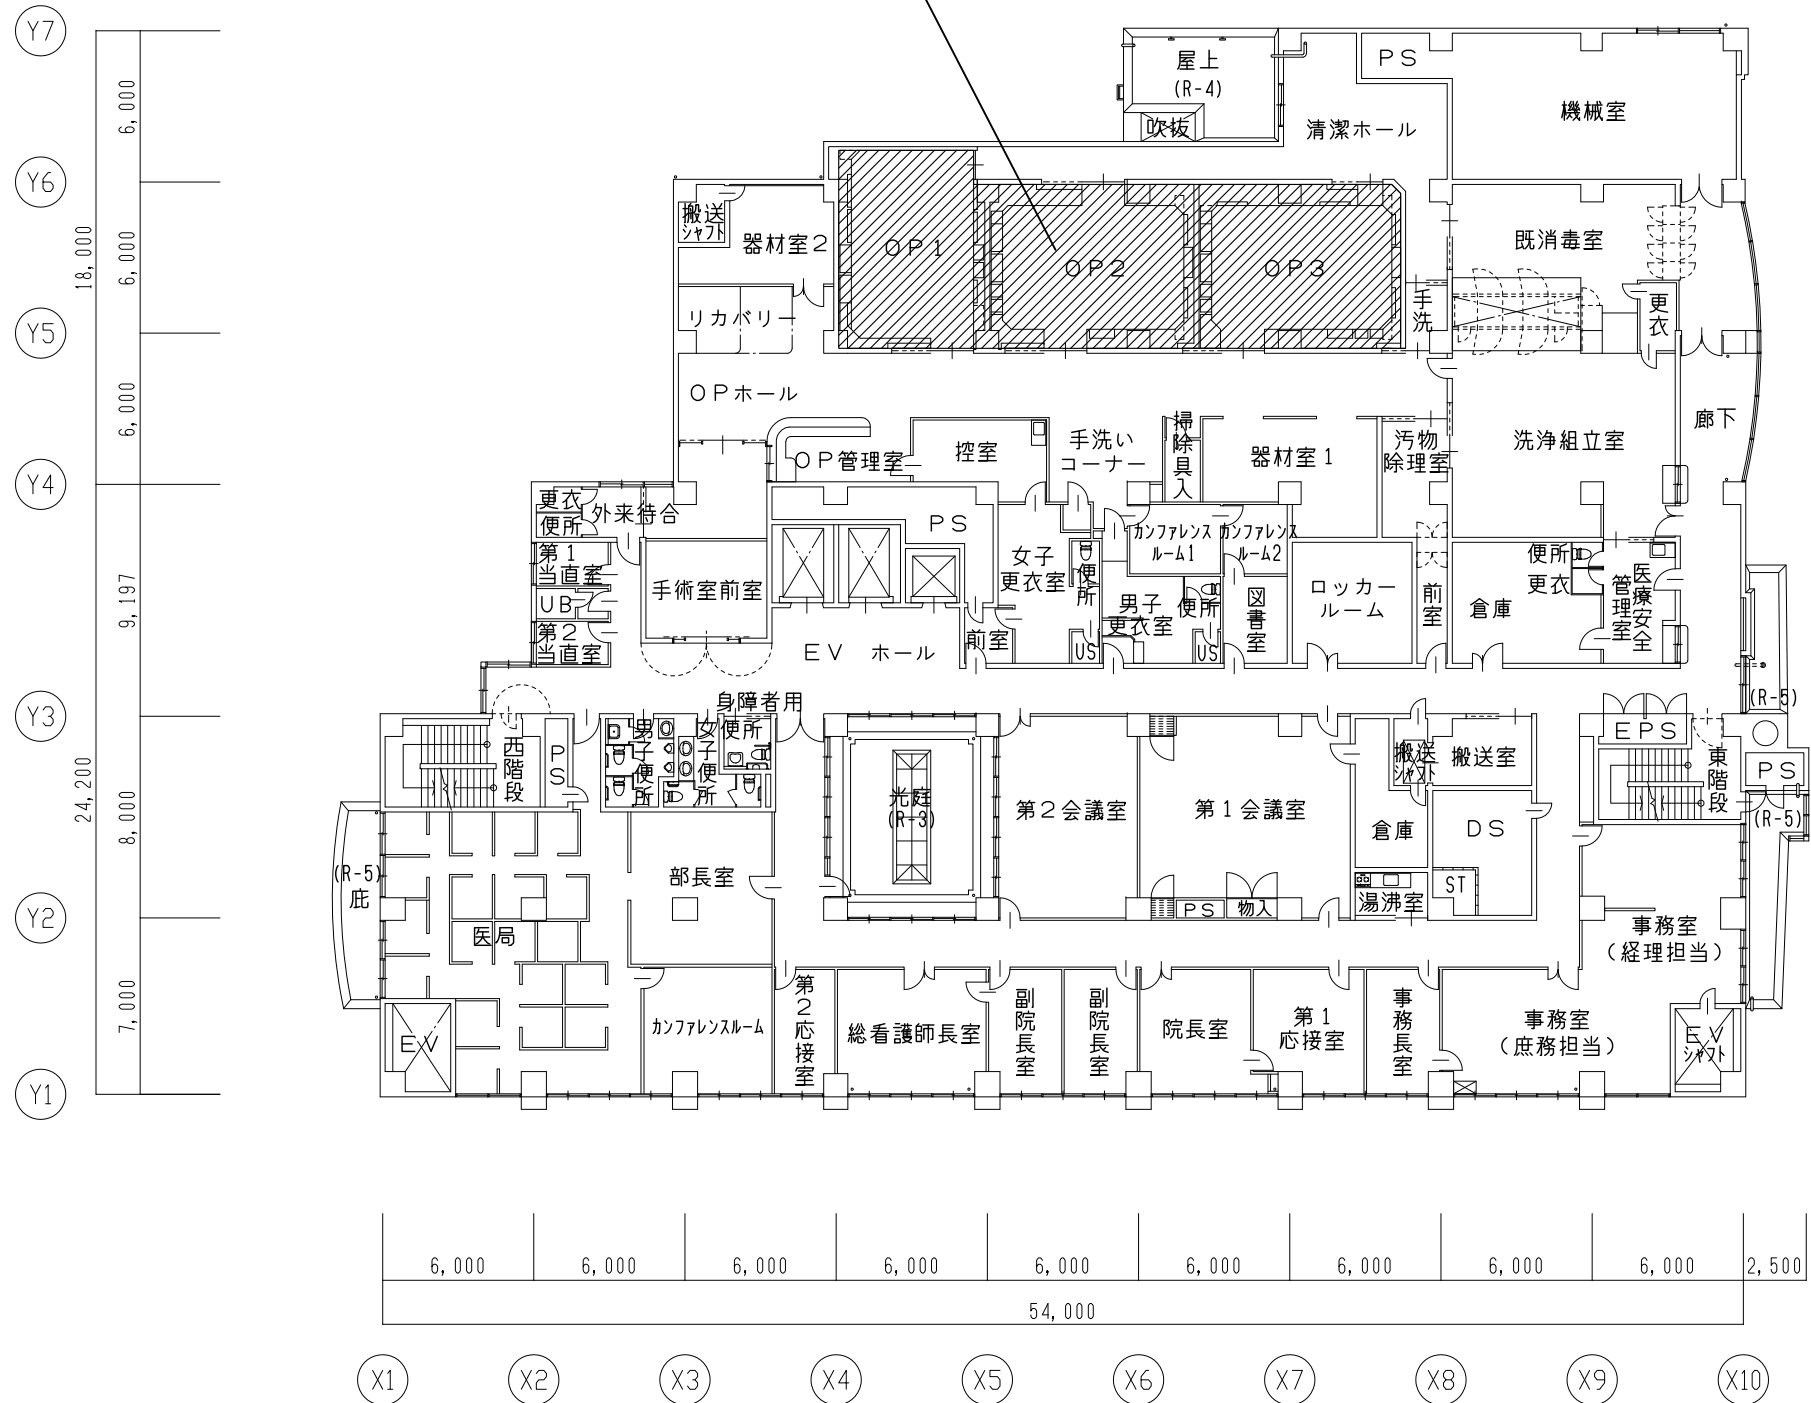 Y7
Y6
Y5
Y4
Y3
Y2
Y1
6,000
6,000
6,000
18,000
9,197
8,000
7,000
24,200
屋上
(R-4)
吹抜
PS
清潔ホール
機械室
搬送
シャフト
器材室2
OP1
OP2
OP3
既消毒室
手洗
更衣
リカバリー
OPホール
OP管理室
控室
手洗い
コーナー
掃除具入
器材室1
汚物
除理室
洗浄組立室
廊下
更衣
便所
外来待合
第1
当直室
UB
第2
当直室
手術室前室
PS
EV ホール
前室
女子
更衣室
便所
US
カンファレンス
ルーム1
カンファレンス
ルーム2
男子
更衣室
便所
US
図書室
ロッカー
ルーム
前室
倉庫
便所
更衣
医療安全
管理室
(R-5)
身障者用
便所
西階段
PS
男子便所
女子便所
光庭
(R-3)
第2会議室
第1会議室
PS
物入
搬送
シャフト
搬送室
倉庫
DS
湯沸室
ST
EPS
東階段
PS
(R-5)
(R-5)
庇
医局
部長室
事務室
(経理担当)
EV
カンファレンスルーム
第2応接室
総看護師長室
副院長室
副院長室
院長室
第1
応接室
事務長室
事務室
(庶務担当)
EV
シャフト
6,000
6,000
6,000
6,000
6,000
6,000
6,000
6,000
6,000
2,500
54,000
X1
X2
X3
X4
X5
X6
X7
X8
X9
X10